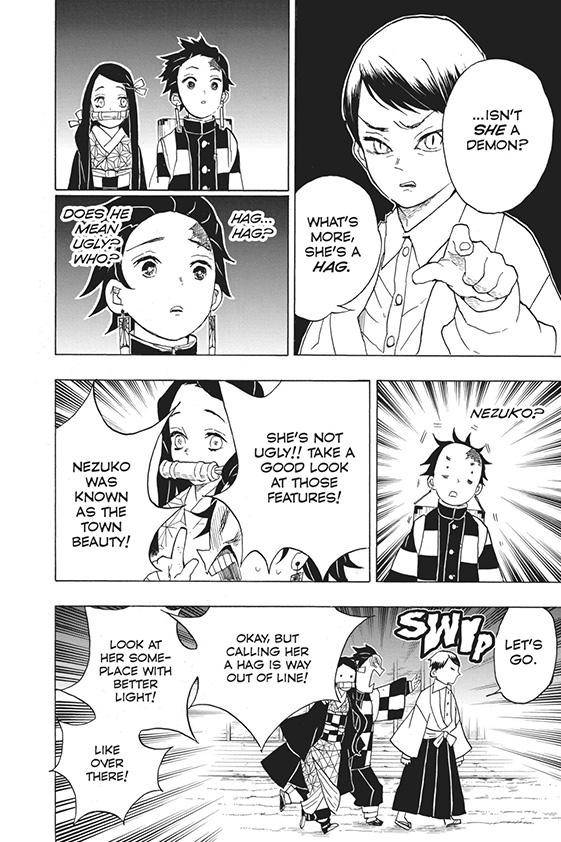 ...ISN'T
SHE A
DEMON?
WHAT'S
MORE,
SHE'S A
HAG.
HAG...
HAG?
DOES HE
MEAN
UGLY?
WHO?
NEZUKO?
SHE'S NOT
UGLY!! TAKE A
GOOD LOOK
AT THOSE
FEATURES!
NEZUKO
WAS
KNOWN
AS THE
TOWN
BEAUTY!
LET'S
GO.
SWIP
OKAY, BUT
CALLING HER
A HAG IS WAY
OUT OF LINE!
LOOK AT
HER SOME-
PLACE WITH
BETTER
LIGHT!
LIKE
OVER
THERE!